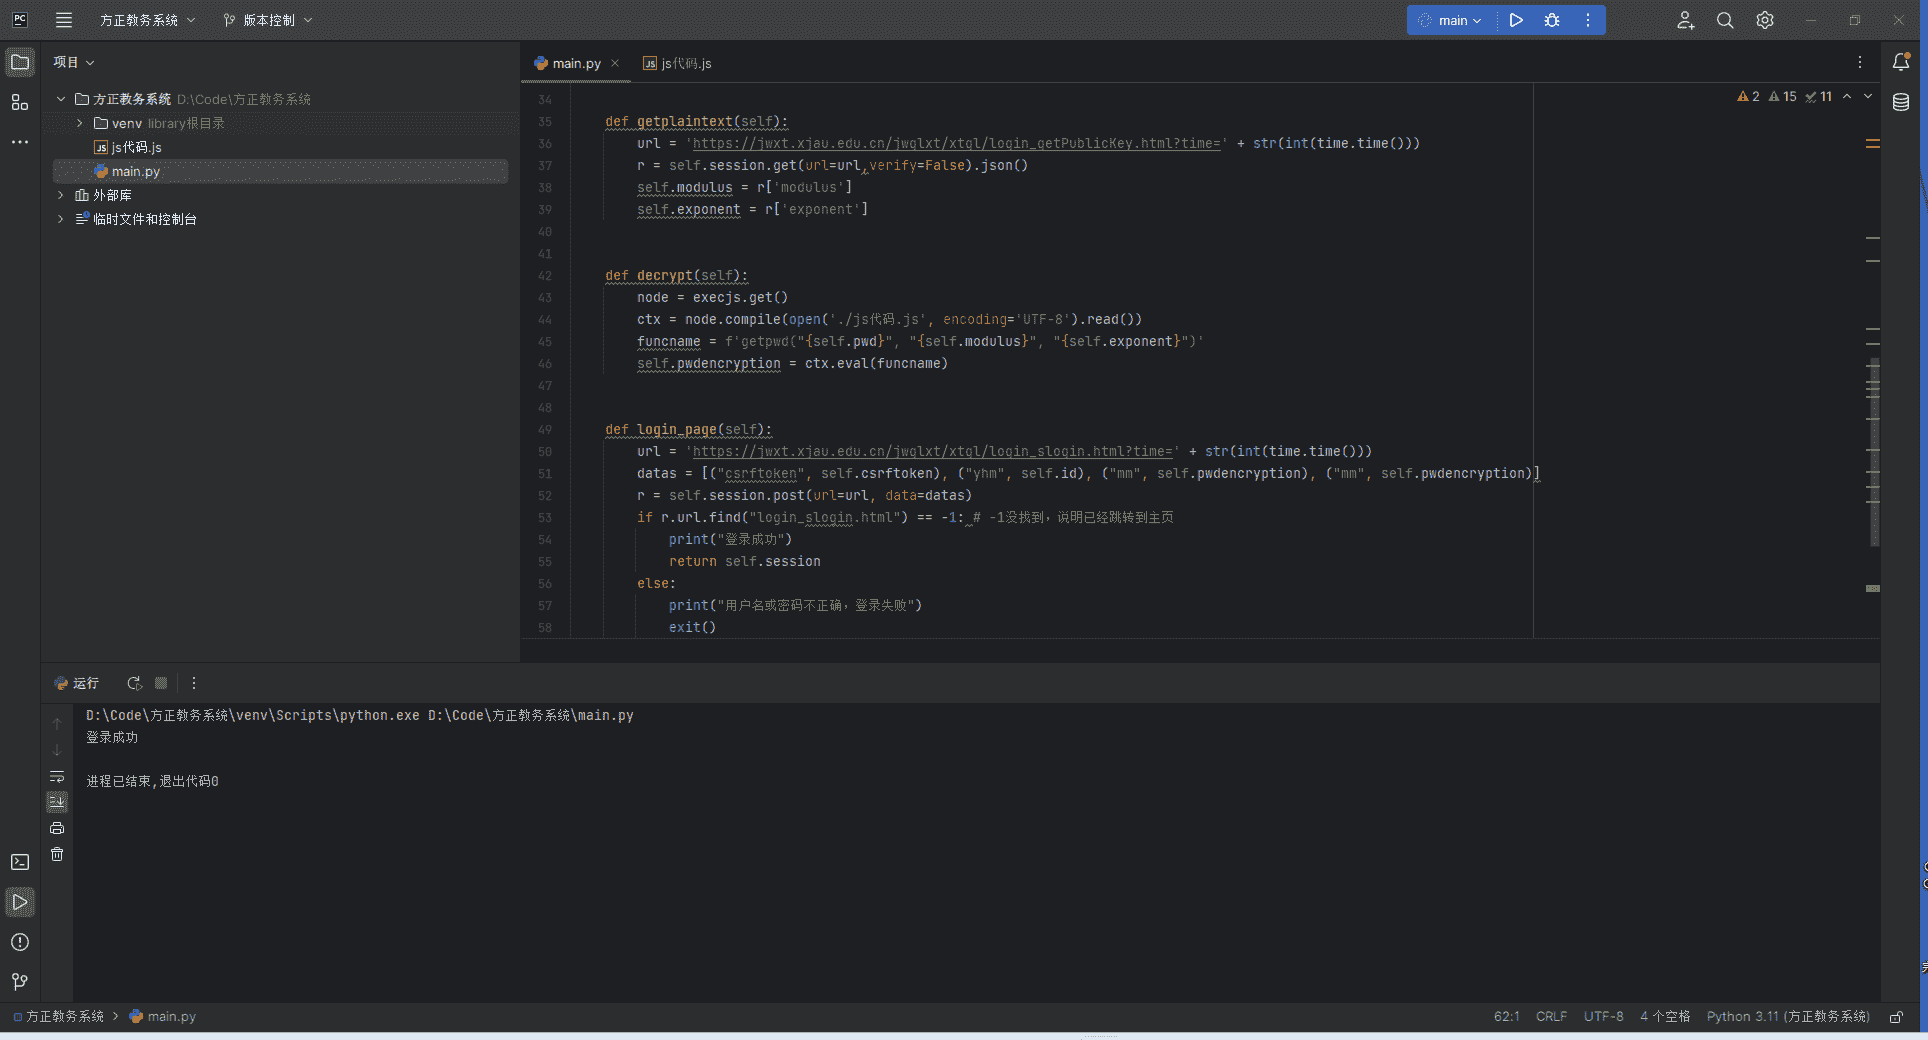 PC 方正教务系统 版本控制 main
项目
main.py js代码.js
方正教务系统 D:\Code\方正教务系统
venv library根目录
js代码.js
main.py
外部库
临时文件和控制台
2 15 11
34
35 def getplaintext(self):
36 url = 'https://jwxt.xjau.edu.cn/jwglxt/xtgl/login_getPublicKey.html?time=' + str(int(time.time()))
37 r = self.session.get(url=url,verify=False).json()
38 self.modulus = r['modulus']
39 self.exponent = r['exponent']
40
41
42 def decrypt(self):
43 node = execjs.get()
44 ctx = node.compile(open('./js代码.js', encoding='UTF-8').read())
45 funcname = f'getpwd("{self.pwd}", "{self.modulus}", "{self.exponent}")'
46 self.pwdencryption = ctx.eval(funcname)
47
48
49 def login_page(self):
50 url = 'https://jwxt.xjau.edu.cn/jwglxt/xtgl/login_slogin.html?time=' + str(int(time.time()))
51 datas = [("csrftoken", self.csrftoken), ("yhm", self.id), ("mm", self.pwdencryption), ("mm", self.pwdencryption)]
52 r = self.session.post(url=url, data=datas)
53 if r.url.find("login_slogin.html") == -1: # -1没找到，说明已经跳转到主页
54 print("登录成功")
55 return self.session
56 else:
57 print("用户名或密码不正确，登录失败")
58 exit()
运行
D:\Code\方正教务系统\venv\Scripts\python.exe D:\Code\方正教务系统\main.py
登录成功
进程已结束,退出代码0
方正教务系统 main.py 62:1 CRLF UTF-8 4 个空格 Python 3.11 (方正教务系统)